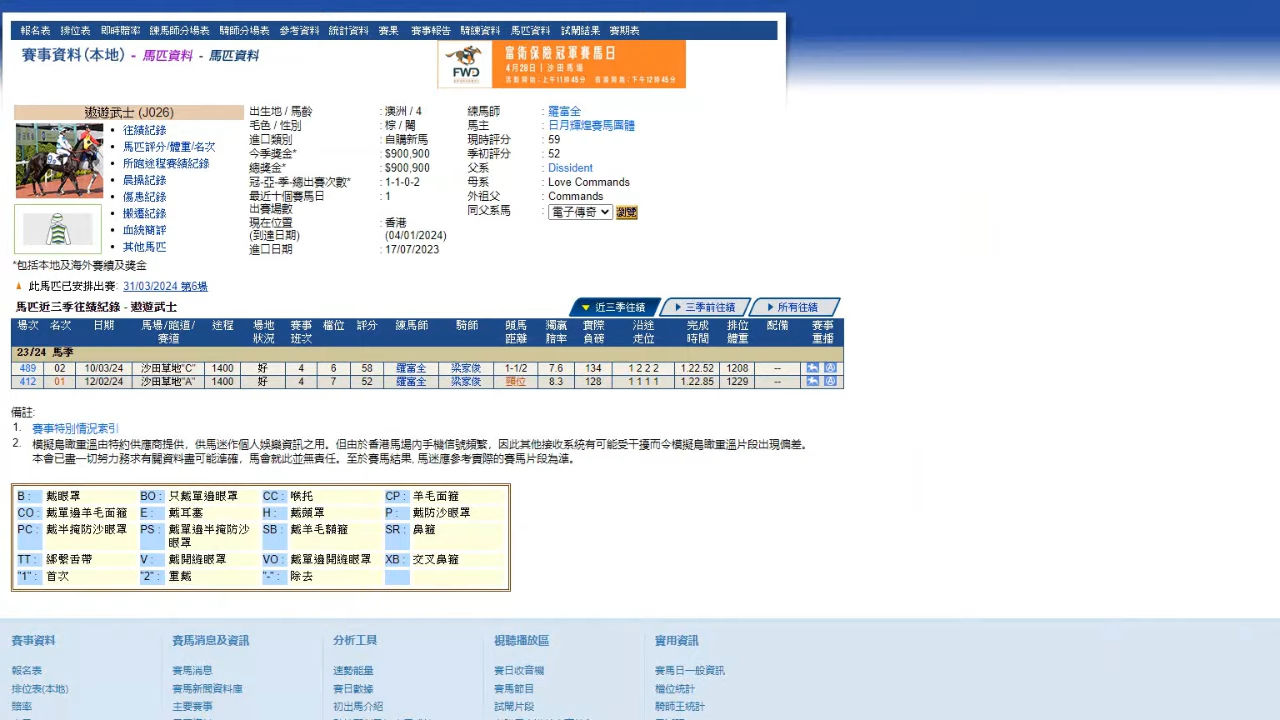 報名表 排位表 即時賠率 練馬師分場表 騎師分場表 參考資料 統計資料 賽果 賽事報告 騎練資料 馬匹資料 試閘結果 賽期表
賽事資料(本地) - 馬匹資料 - 馬匹資料
FWD 富衛保險冠軍賽馬日
4月28日 | 沙田馬場
遨遊武士 (J026)
往績紀錄
馬匹評分/體重/名次
所跑途程賽績紀錄
晨操紀錄
傷患紀錄
搬遷紀錄
血統簡評
其他馬匹
出生地 / 馬齡 : 澳洲 / 4
毛色 / 性別 : 棕 / 閹
進口類別 : 自購新馬
今季獎金* : $900,900
總獎金* : $900,900
冠-亞-季-總出賽次數* : 1-1-0-2
最近十個賽馬日 : 1
出賽場數
現在位置 : 香港
(到達日期) (04/01/2024)
進口日期 : 17/07/2023
練馬師 : 羅富全
馬主 : 日月輝煌賽馬團體
現時評分 : 59
季初評分 : 52
父系 : Dissident
母系 : Love Commands
外祖父 : Commands
同父系馬 : 電子傳奇 瀏覽
*包括本地及海外賽績及獎金
此馬匹已安排出賽: 31/03/2024 第6場
馬匹近三季往績紀錄 - 遨遊武士
近三季往績 三季前往績 所有往績
場次 名次 日期 馬場/跑道/賽道 途程 場地狀況 賽事班次 檔位 評分 練馬師 騎師 頭馬距離 獨贏賠率 實際負磅 沿途走位 完成時間 排位體重 配備 賽事重播
23/24 馬季
489 02 10/03/24 沙田草地"C" 1400 好 4 6 58 羅富全 梁家俊 1-1/2 7.6 134 1 2 2 2 1.22.52 1208 --
412 01 12/02/24 沙田草地"A" 1400 好 4 7 52 羅富全 梁家俊 頸位 8.3 128 1 1 1 1 1.22.85 1229 --
備註:
1. 賽事特別情況索引
2. 模擬鳥瞰重溫由特約供應商提供，供馬迷作個人娛樂資訊之用。但由於香港馬場內手機信號頻繁，因此其他接收系統有可能受干擾而令模擬鳥瞰重溫片段出現偏差。
本會已盡一切努力務求有關資料盡可能準確，馬會就此並無責任。至於賽馬結果, 馬迷應參考實際的賽馬片段為準。
B : 戴眼罩 BO : 只戴單邊眼罩 CC : 喉托 CP : 羊毛面箍
CO : 戴單邊羊毛面箍 E : 戴耳塞 H : 戴頭罩 P : 戴防沙眼罩
PC : 戴半掩防沙眼罩 PS : 戴單邊半掩防沙眼罩 SB : 戴羊毛額箍 SR : 鼻箍
TT : 綁繫舌帶 V : 戴開縫眼罩 VO : 戴單邊開縫眼罩 XB : 交叉鼻箍
"1" : 首次 "2" : 重戴 "-" : 除去
賽事資料 賽馬消息及資訊 分析工具 視聽播放區 實用資訊
報名表 賽馬消息 速勢能量 賽日收音機 賽馬日一般資訊
排位表(本地) 賽馬新聞資料庫 賽日數據 賽馬節目 檔位統計
賠率 主要賽事 初出馬介紹 試閘片段 騎師王統計